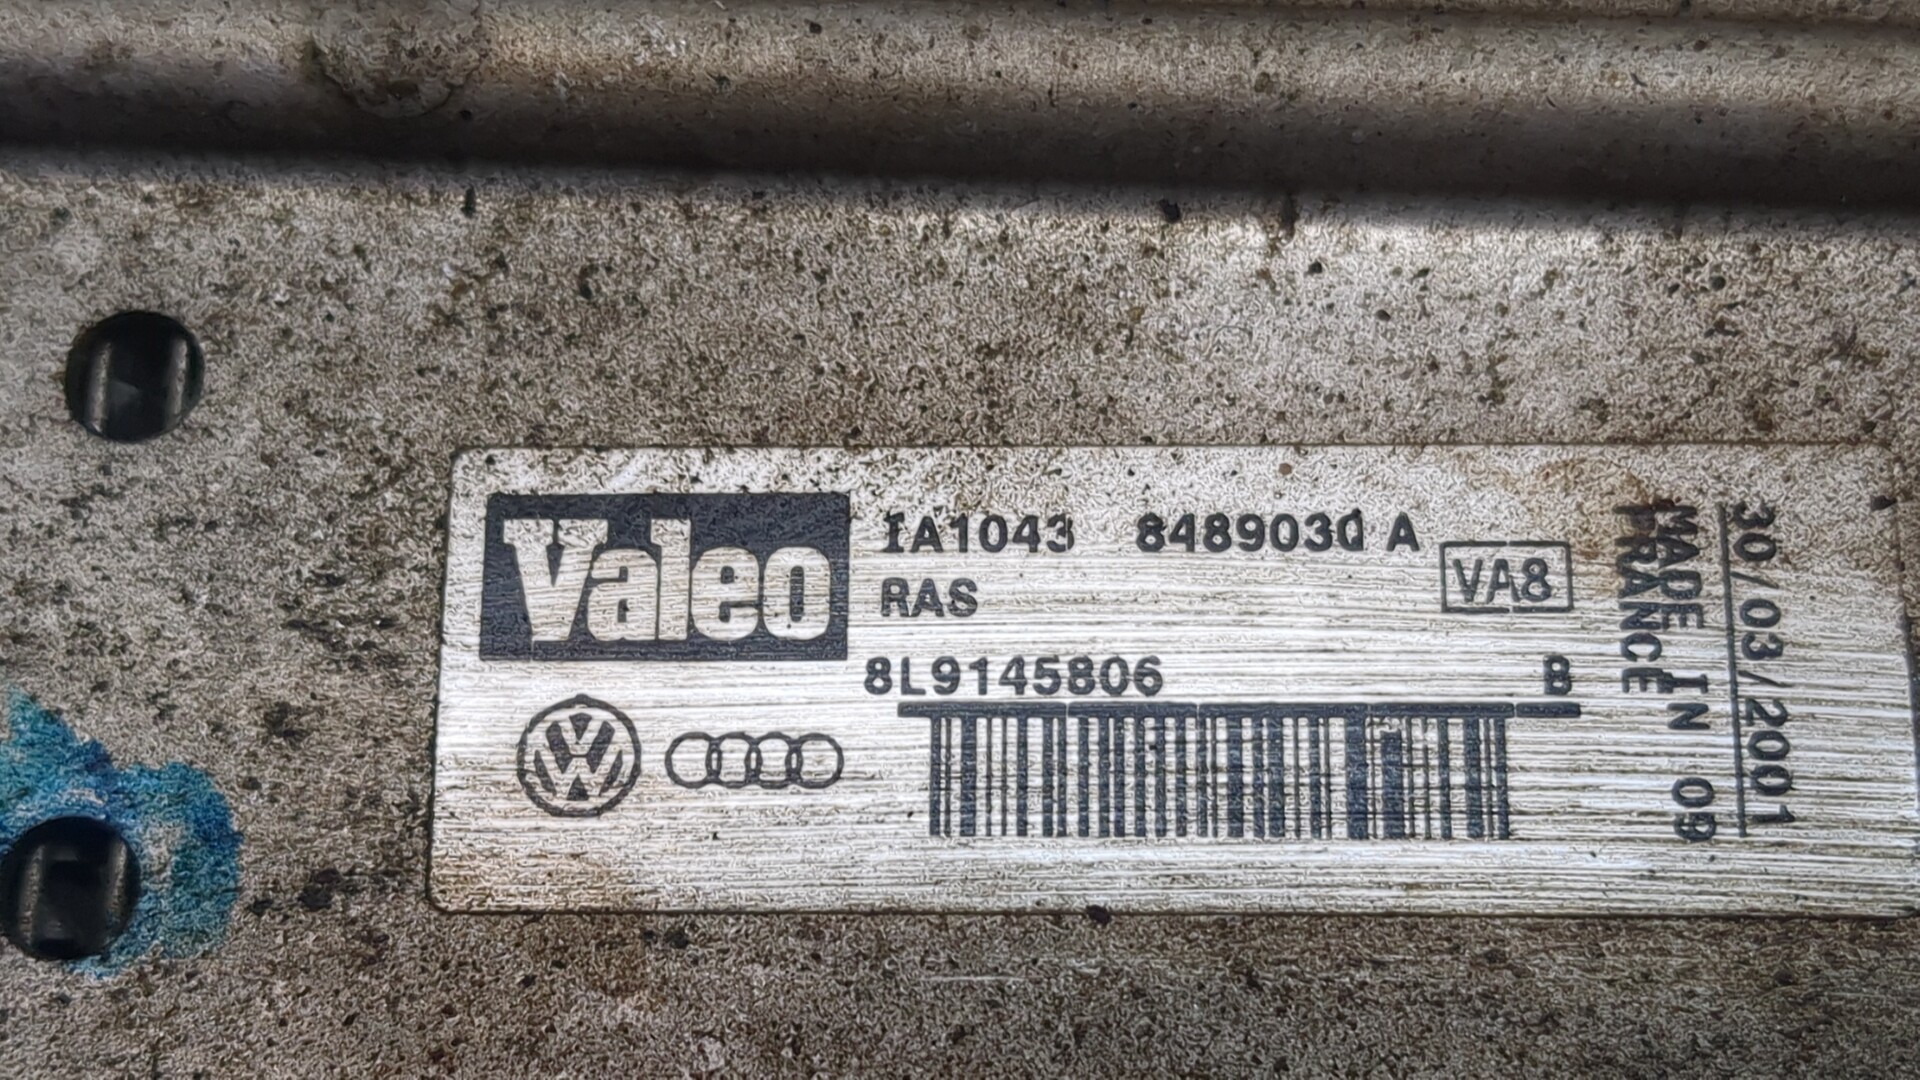 Valeo
IA1043 8489030 A
RAS
VA8
8L9145806 B
MADE IN 09
FRANCE
30/03/2001